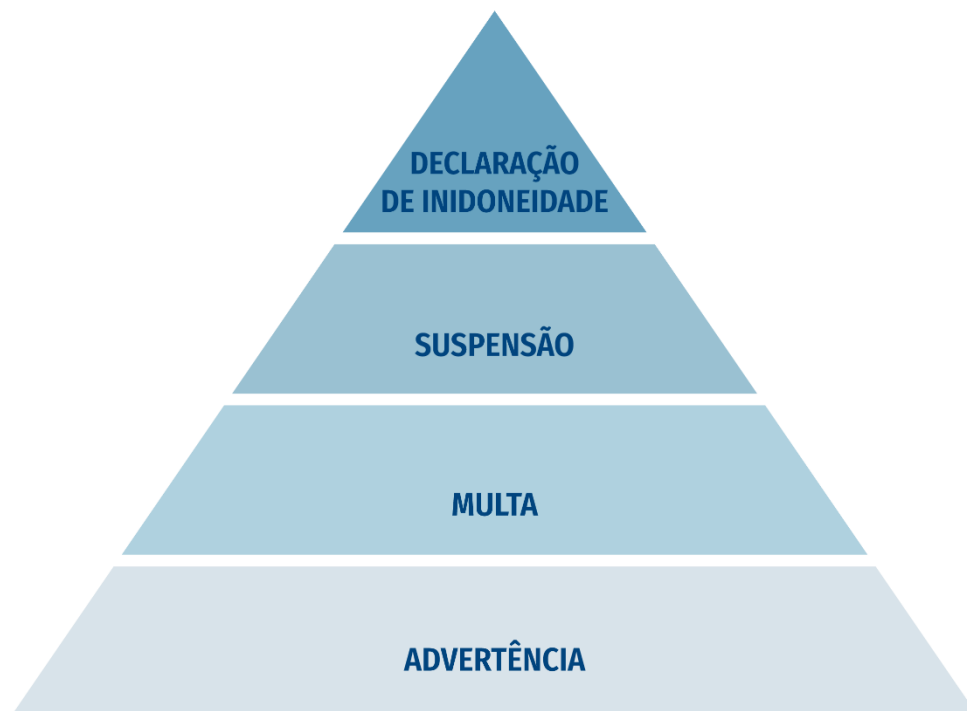 DECLARAÇÃO
DE INIDONEIDADE
SUSPENSÃO
MULTA
ADVERTÊNCIA